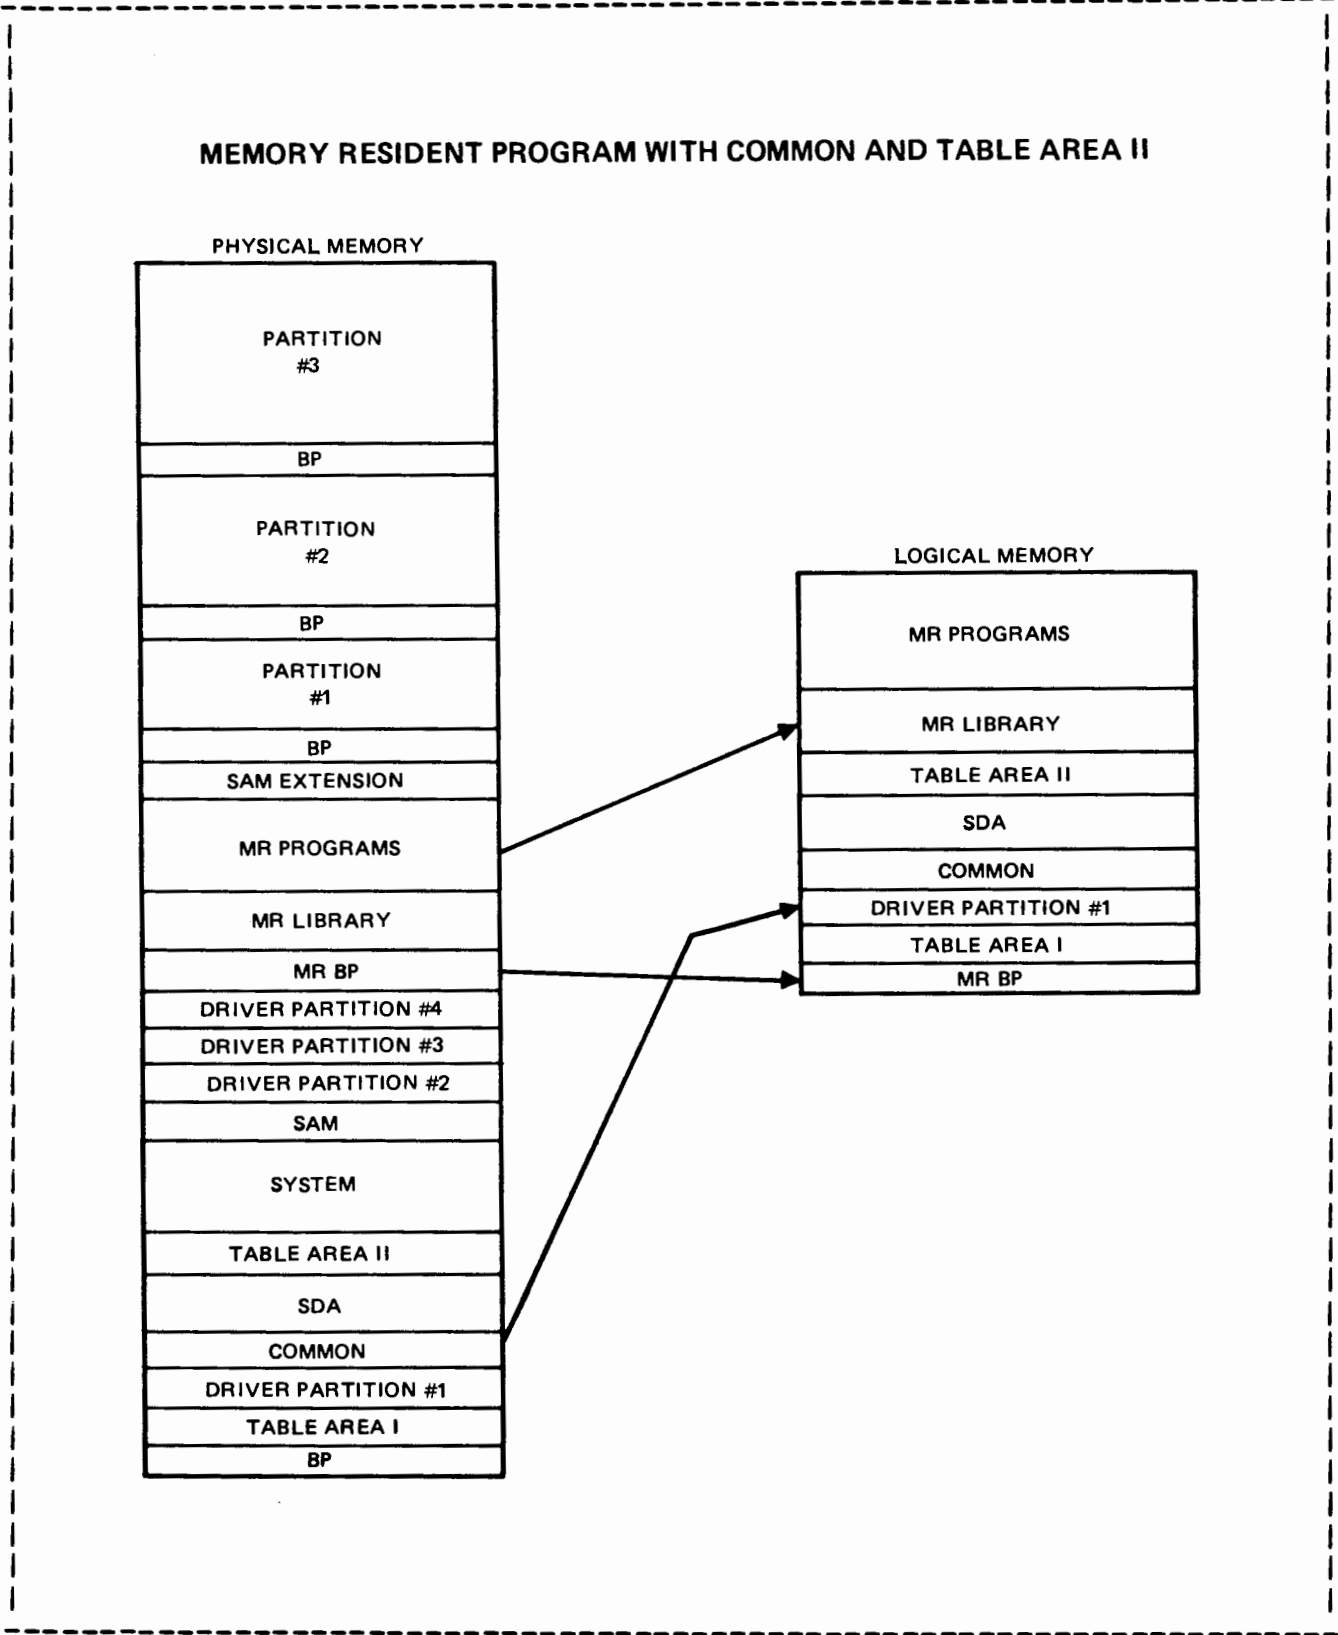 MEMORY RESIDENT PROGRAM WITH COMMON AND TABLE AREA II
PHYSICAL MEMORY
PARTITION
#3
BP
PARTITION
#2
BP
PARTITION
#1
BP
SAM EXTENSION
MR PROGRAMS
MR LIBRARY
MR BP
DRIVER PARTITION #4
DRIVER PARTITION #3
DRIVER PARTITION #2
SAM
SYSTEM
TABLE AREA II
SDA
COMMON
DRIVER PARTITION #1
TABLE AREA I
BP
LOGICAL MEMORY
MR PROGRAMS
MR LIBRARY
TABLE AREA II
SDA
COMMON
DRIVER PARTITION #1
TABLE AREA I
MR BP